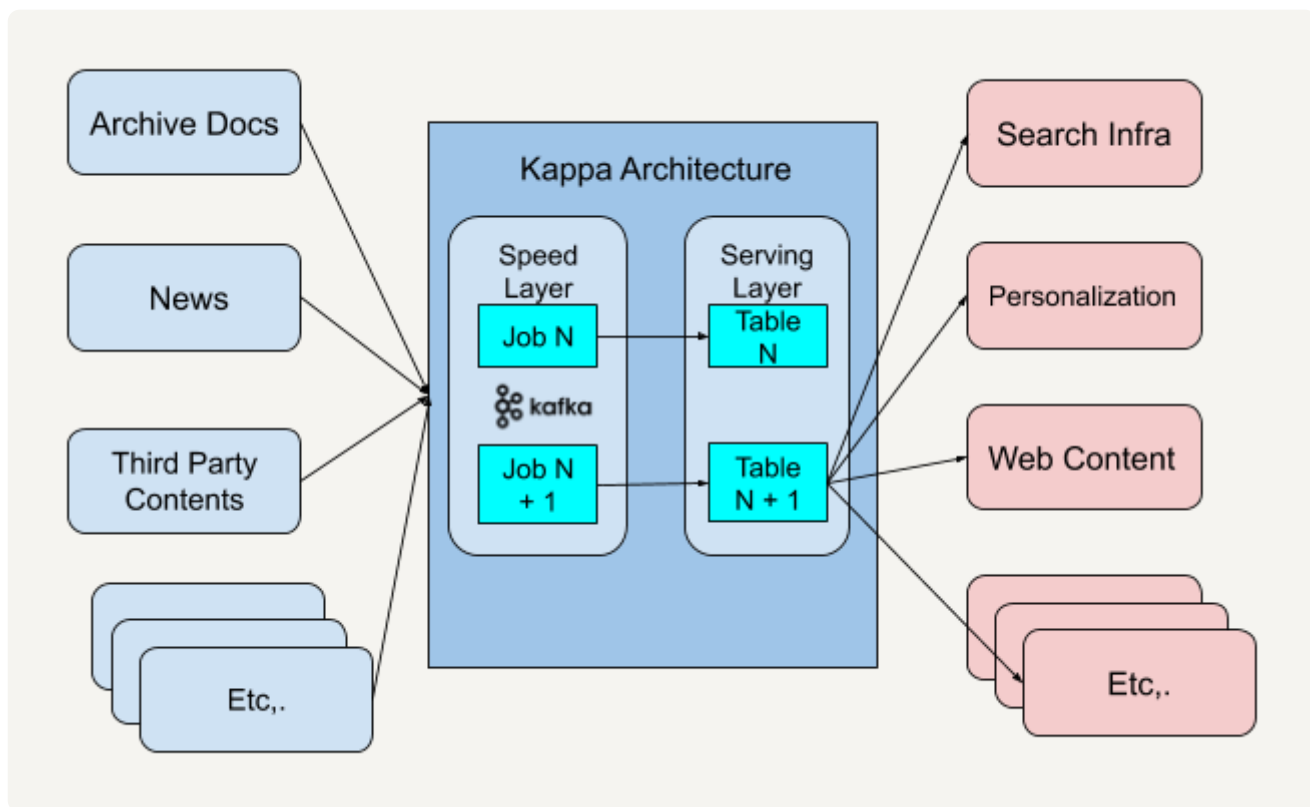 Archive Docs
News
Third Party
Contents
Etc,.
Kappa Architecture
Speed
Layer
Job N
kafka
Job N
+ 1
Serving
Layer
Table
N
Table
N + 1
Search Infra
Personalization
Web Content
Etc,.